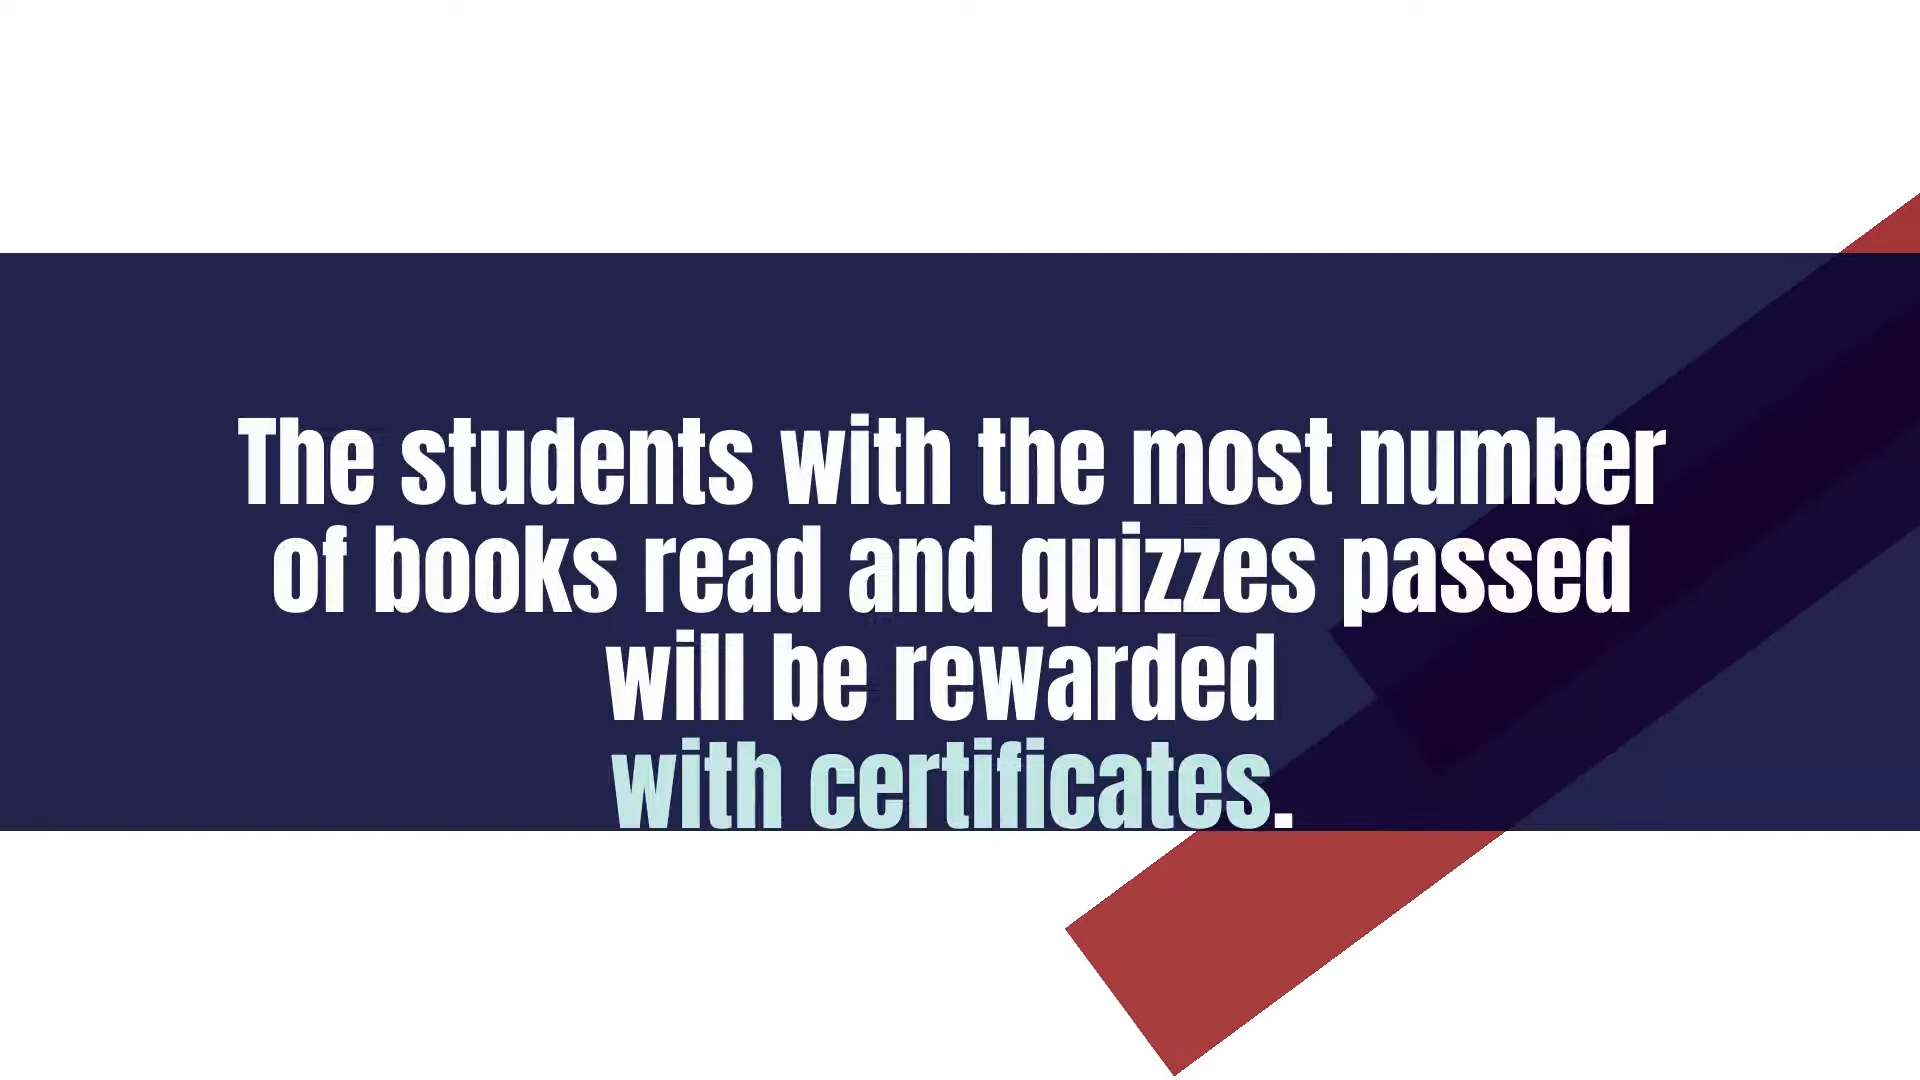 The students with the most number
of books read and quizzes passed
will be rewarded
with certificates.